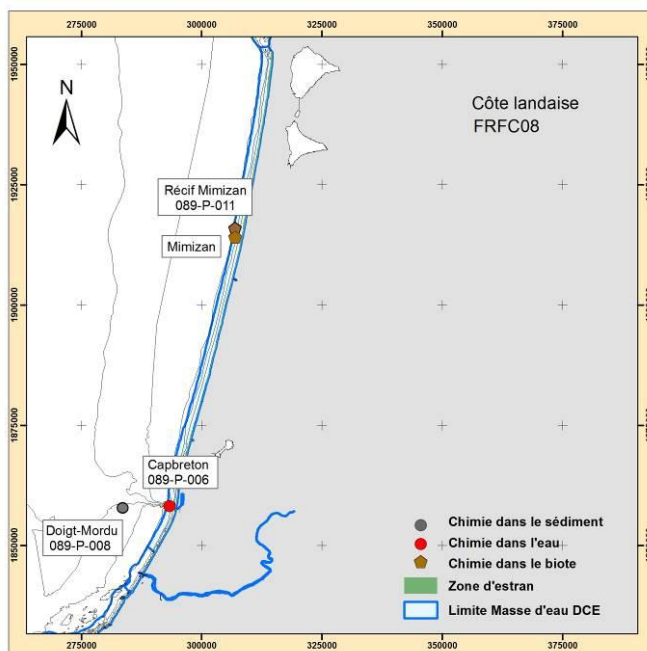 275000 300000 325000 350000 375000
1950000
1925000
1900000
1875000
1850000
N
Côte landaise
FRFC08
Récif Mimizan
089-P-011
Mimizan
Capbreton
089-P-006
Doigt-Mordu
089-P-008
Chimie dans le sédiment
Chimie dans l'eau
Chimie dans le biote
Zone d'estran
Limite Masse d'eau DCE
275000 300000 325000 350000 375000